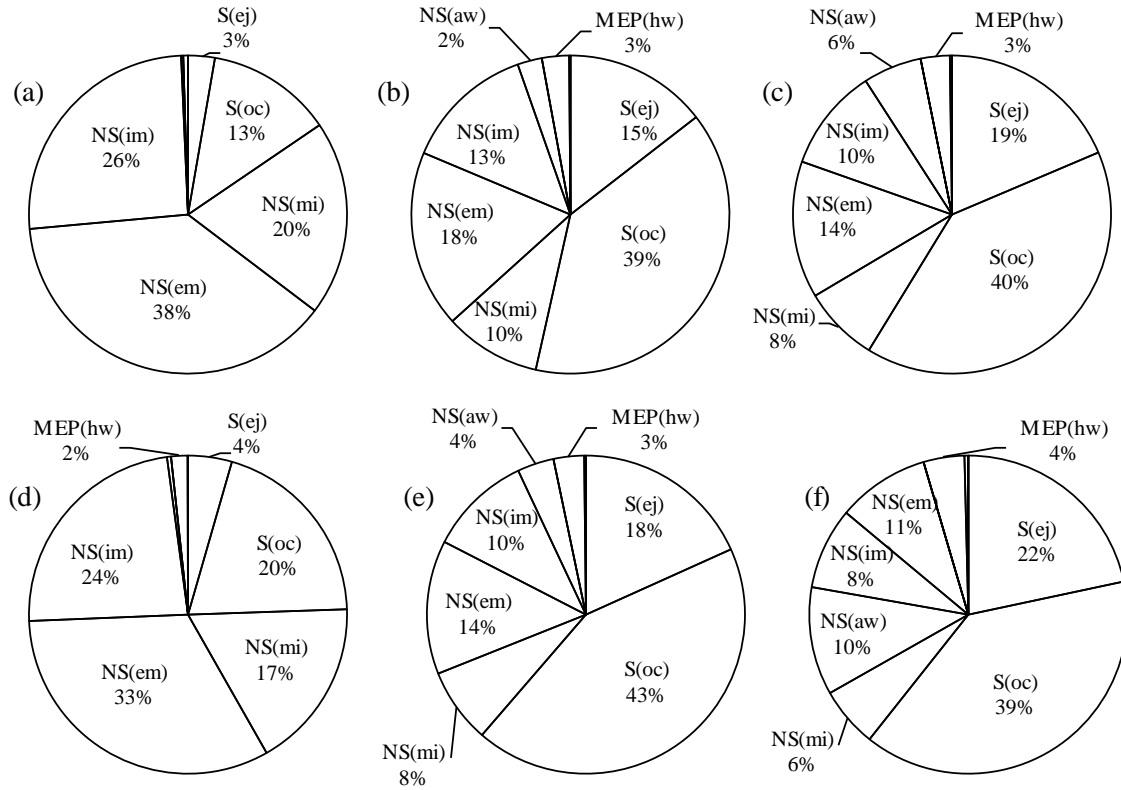 (a)
S(ej)
3%
S(oc)
13%
NS(mi)
20%
NS(em)
38%
NS(im)
26%
(b)
NS(aw)
2%
MEP(hw)
3%
S(ej)
15%
S(oc)
39%
NS(mi)
10%
NS(em)
18%
NS(im)
13%
(c)
NS(aw)
6%
MEP(hw)
3%
S(ej)
19%
S(oc)
40%
NS(mi)
8%
NS(em)
14%
NS(im)
10%
(d)
MEP(hw)
2%
S(ej)
4%
S(oc)
20%
NS(mi)
17%
NS(em)
33%
NS(im)
24%
(e)
NS(aw)
4%
MEP(hw)
3%
S(ej)
18%
S(oc)
43%
NS(mi)
8%
NS(em)
14%
NS(im)
10%
(f)
MEP(hw)
4%
S(ej)
22%
S(oc)
39%
NS(mi)
6%
NS(aw)
10%
NS(im)
8%
NS(em)
11%